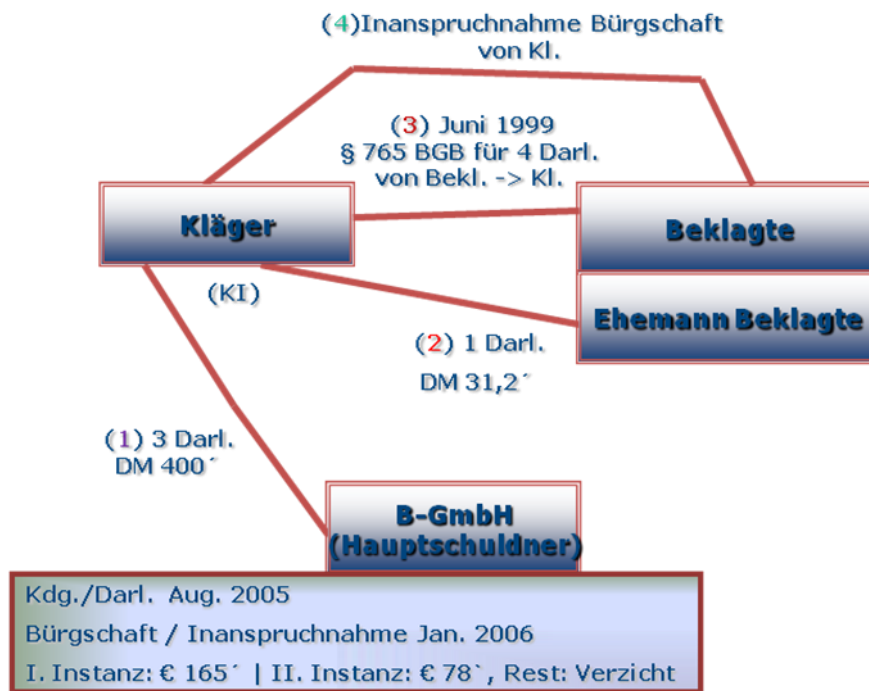 (4)Inanspruchnahme Bürgschaft
von Kl.
(3) Juni 1999
§ 765 BGB für 4 Darl.
von Bekl. -> Kl.
Kläger
Beklagte
(KI)
Ehemann Beklagte
(2) 1 Darl.
DM 31,2´
(1) 3 Darl.
DM 400´
B-GmbH
(Hauptschuldner)
Kdg./Darl. Aug. 2005
Bürgschaft / Inanspruchnahme Jan. 2006
I. Instanz: € 165´ | II. Instanz: € 78`, Rest: Verzicht